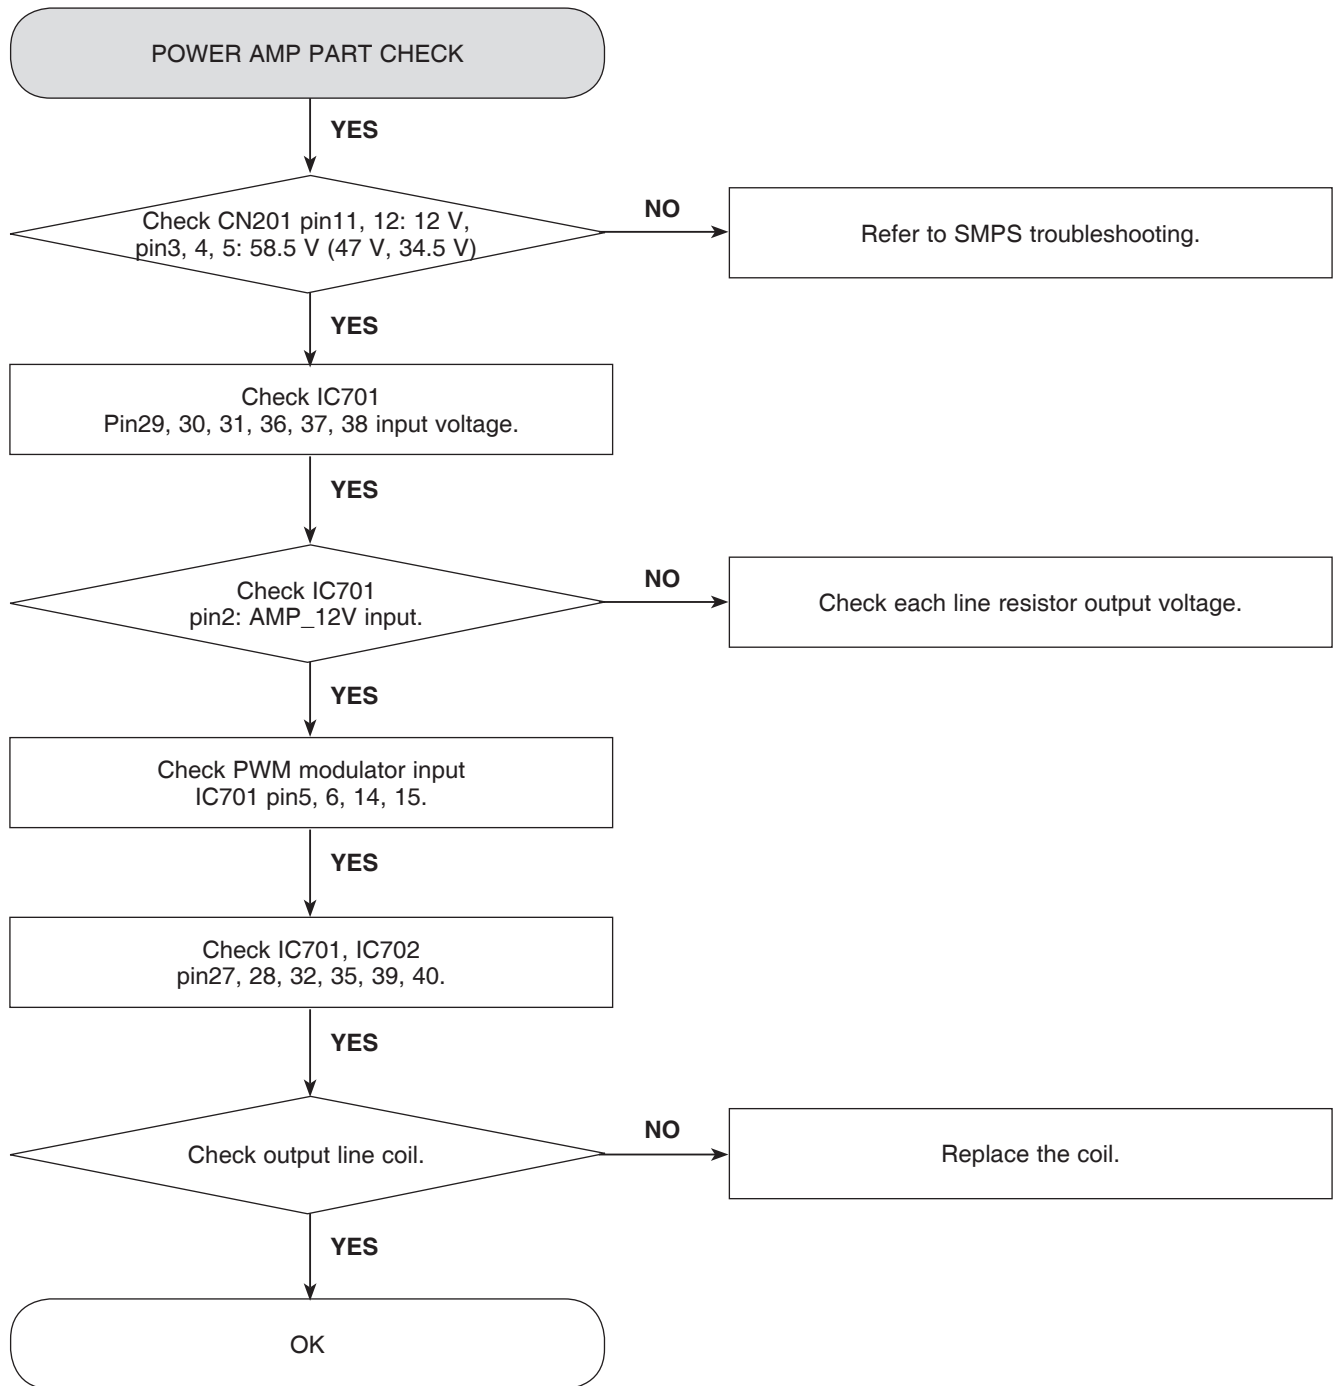 POWER AMP PART CHECK
YES
Check CN201 pin11, 12: 12 V,
pin3, 4, 5: 58.5 V (47 V, 34.5 V)
NO
Refer to SMPS troubleshooting.
YES
Check IC701
Pin29, 30, 31, 36, 37, 38 input voltage.
YES
Check IC701
pin2: AMP_12V input.
NO
Check each line resistor output voltage.
YES
Check PWM modulator input
IC701 pin5, 6, 14, 15.
YES
Check IC701, IC702
pin27, 28, 32, 35, 39, 40.
YES
Check output line coil.
NO
Replace the coil.
YES
OK